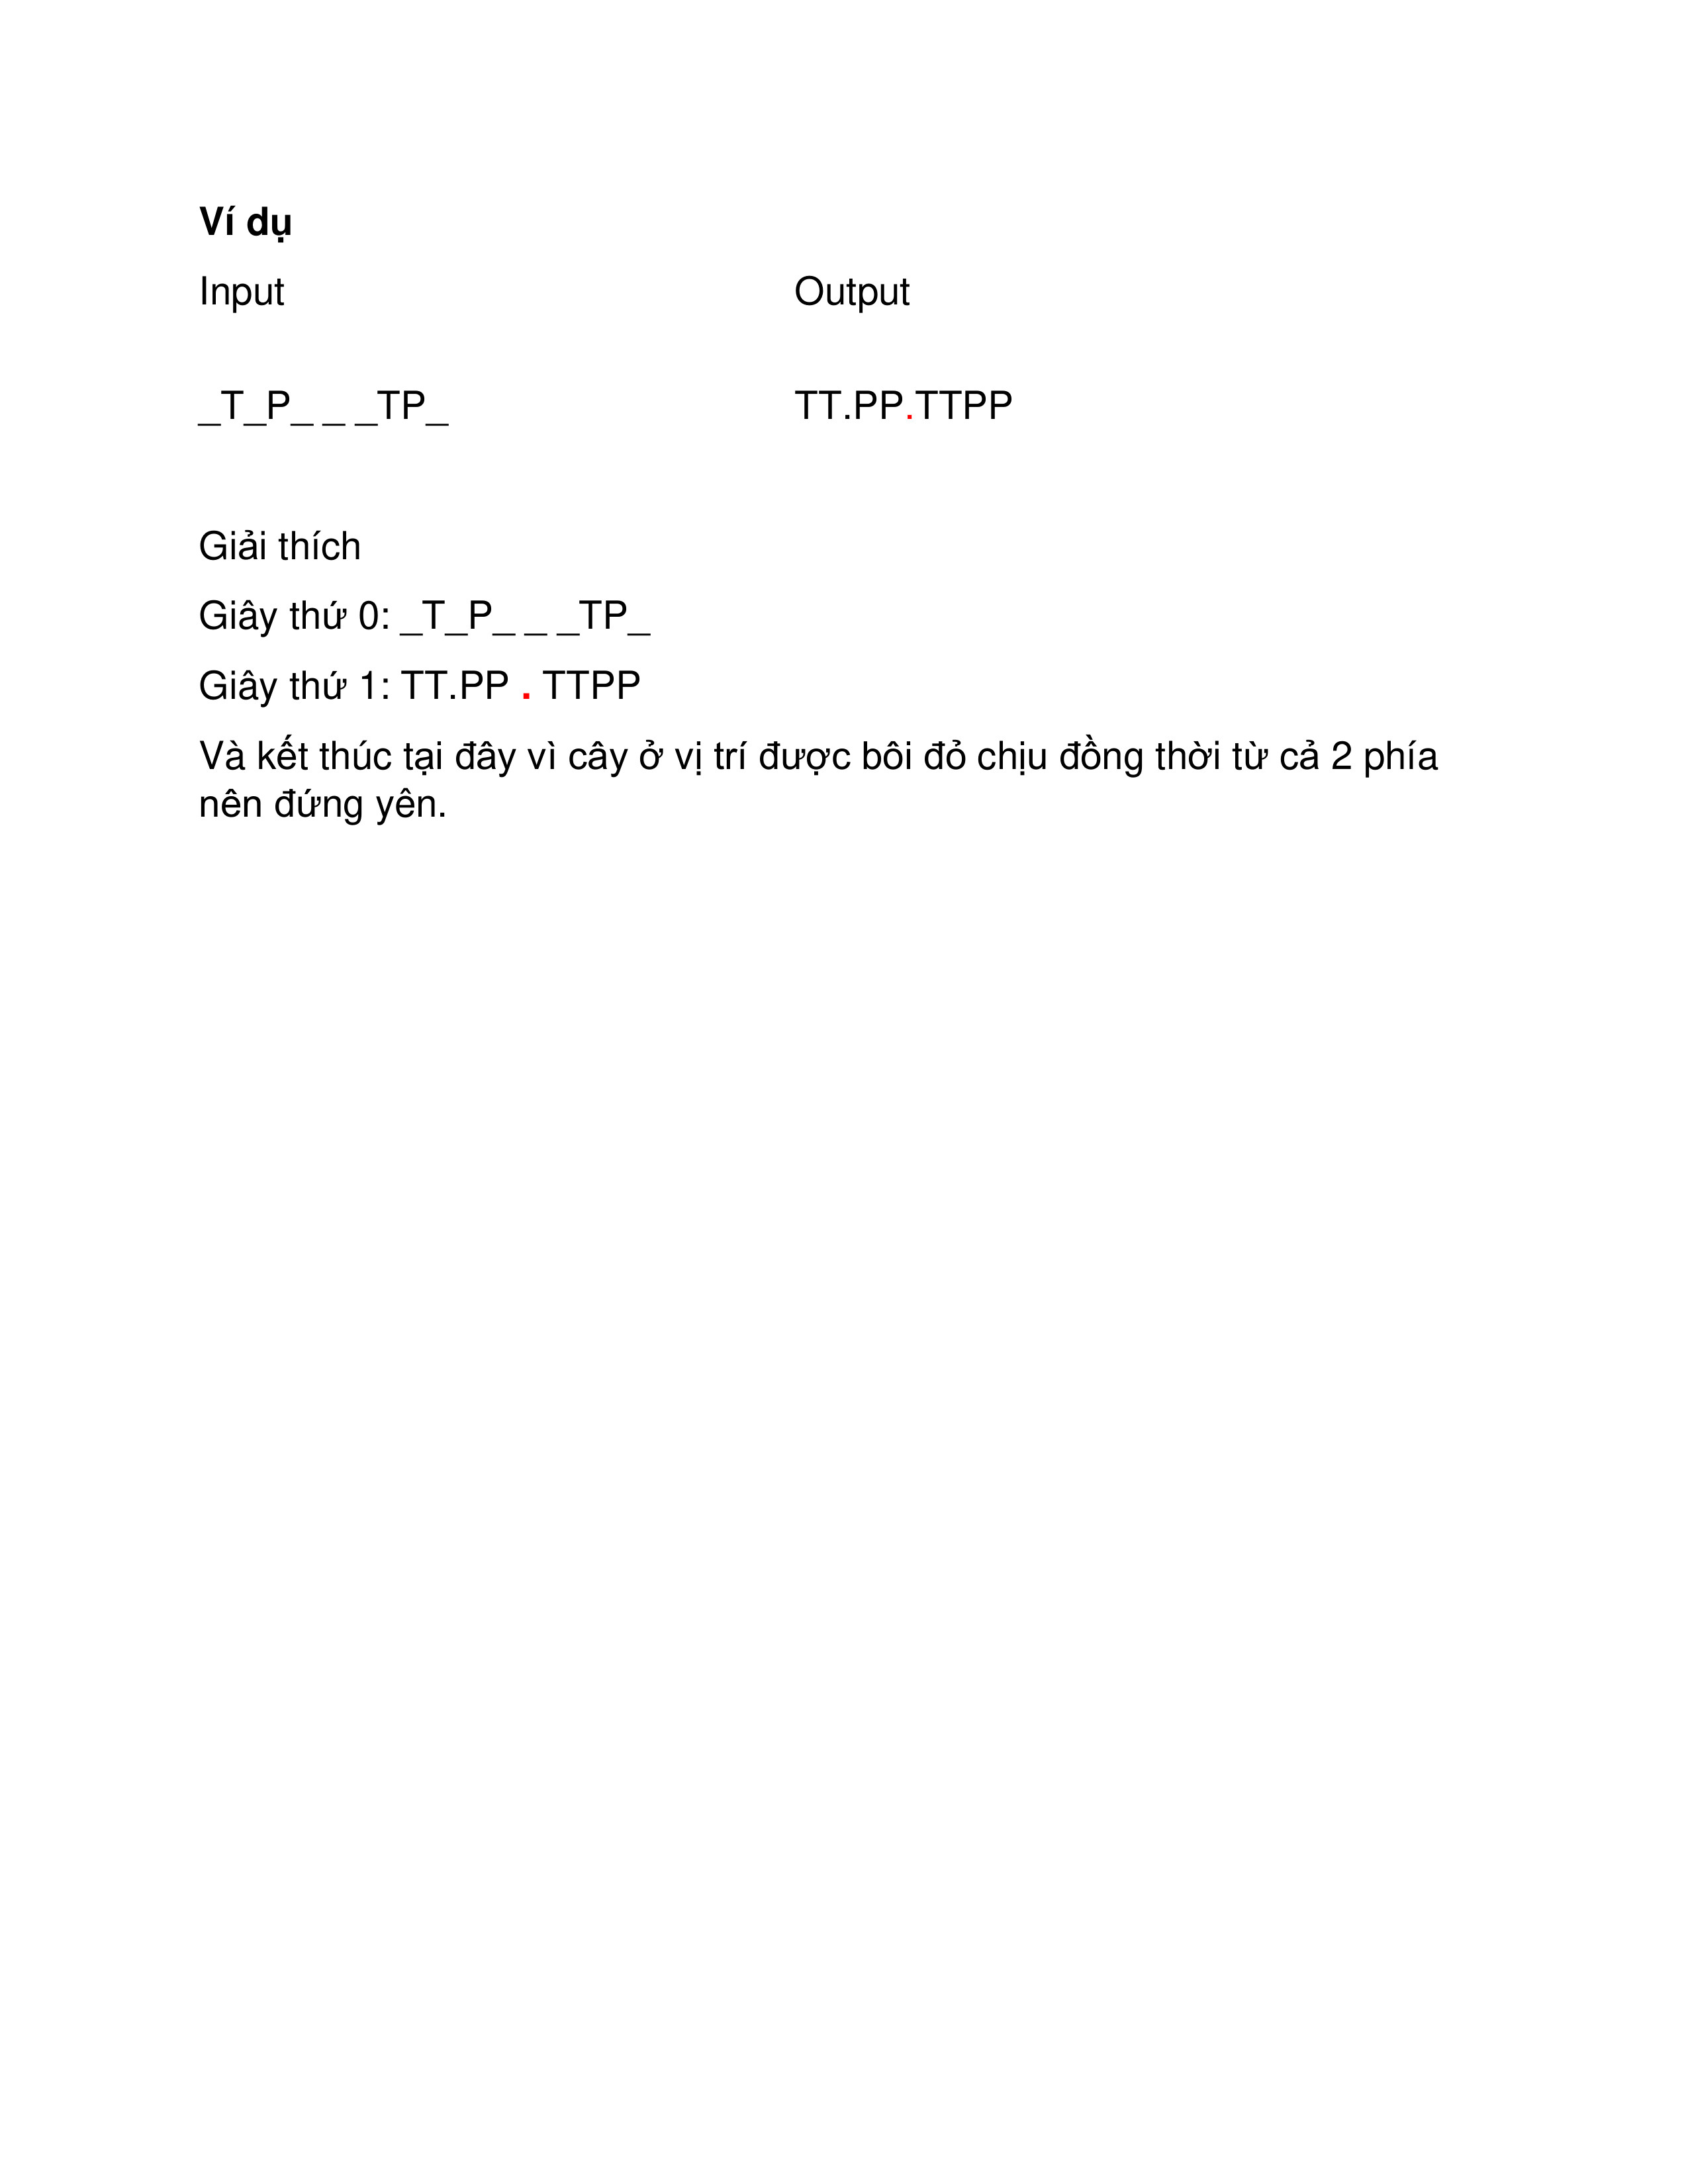 Ví dụ
Input Output
_T_P_ _ _TP_ TT.PP.TTPP
Giải thích
Giây thứ 0: _T_P_ _ _TP_
Giây thứ 1: TT.PP . TTPP
Và kết thúc tại đây vì cây ở vị trí được bôi đỏ chịu đồng thời từ cả 2 phía
nên đứng yên.